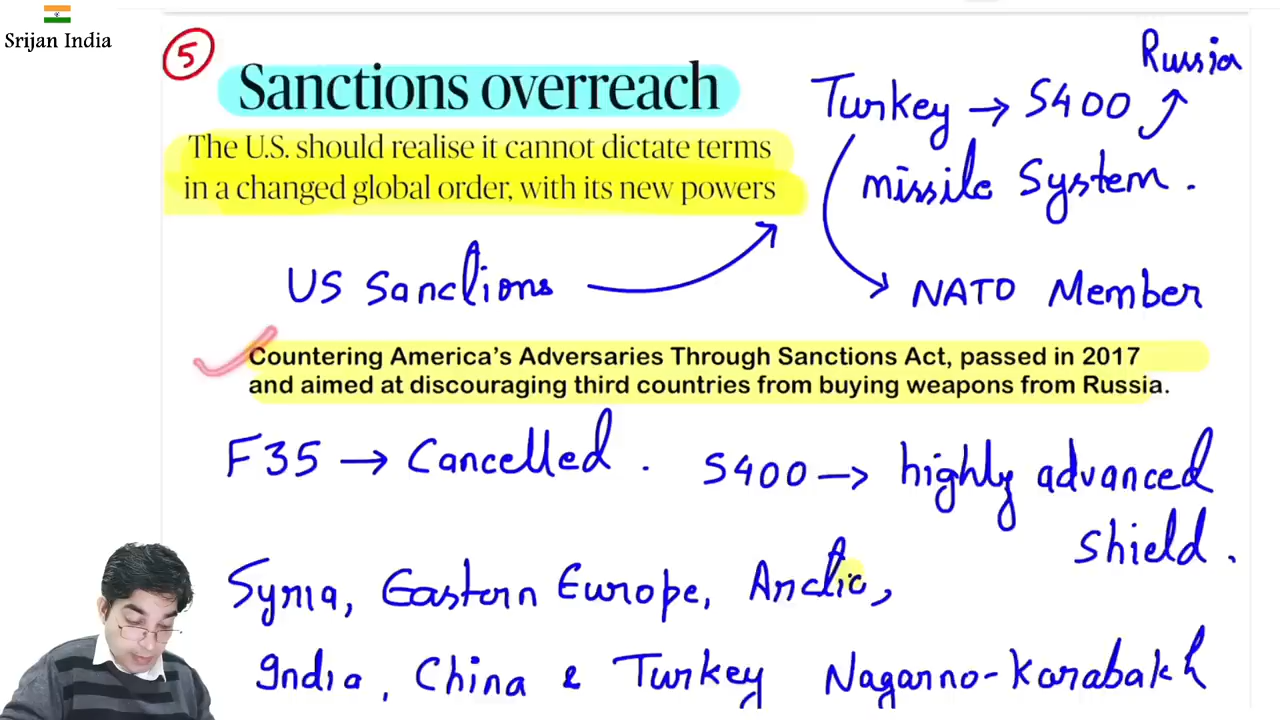 Srijan India
5
Sanctions overreach
The U.S. should realise it cannot dictate terms
in a changed global order, with its new powers
Russia
Turkey → S400
missile System.
US Sanctions
NATO Member
Countering America's Adversaries Through Sanctions Act, passed in 2017
and aimed at discouraging third countries from buying weapons from Russia.
F35 → Cancelled.
S400 → highly advanced
shield.
Syria, Eastern Europe, Arctic,
India, China & Turkey Nagarno-Karabakh